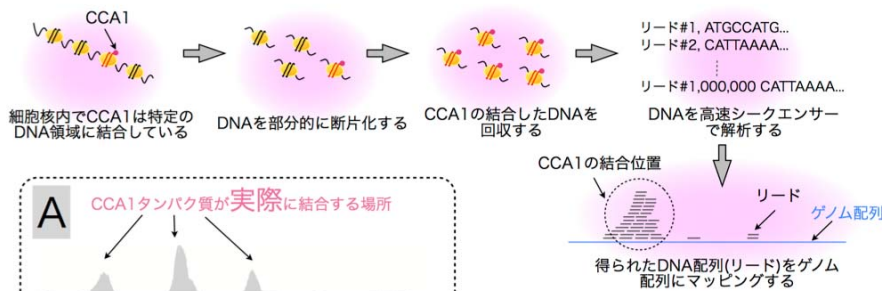 CCA1
細胞核内でCCA1は特定の
DNA領域に結合している
DNAを部分的に断片化する
CCA1の結合したDNAを
回収する
リード#1, ATGCCATG...
リード#2, CATTAAAA...
リード#1,000,000 CATTAAAA...
DNAを高速シークエンサー
で解析する
CCA1の結合位置
リード
ゲノム配列
得られたDNA配列(リード)をゲノム
配列にマッピングする
A
CCA1タンパク質が実際に結合する場所